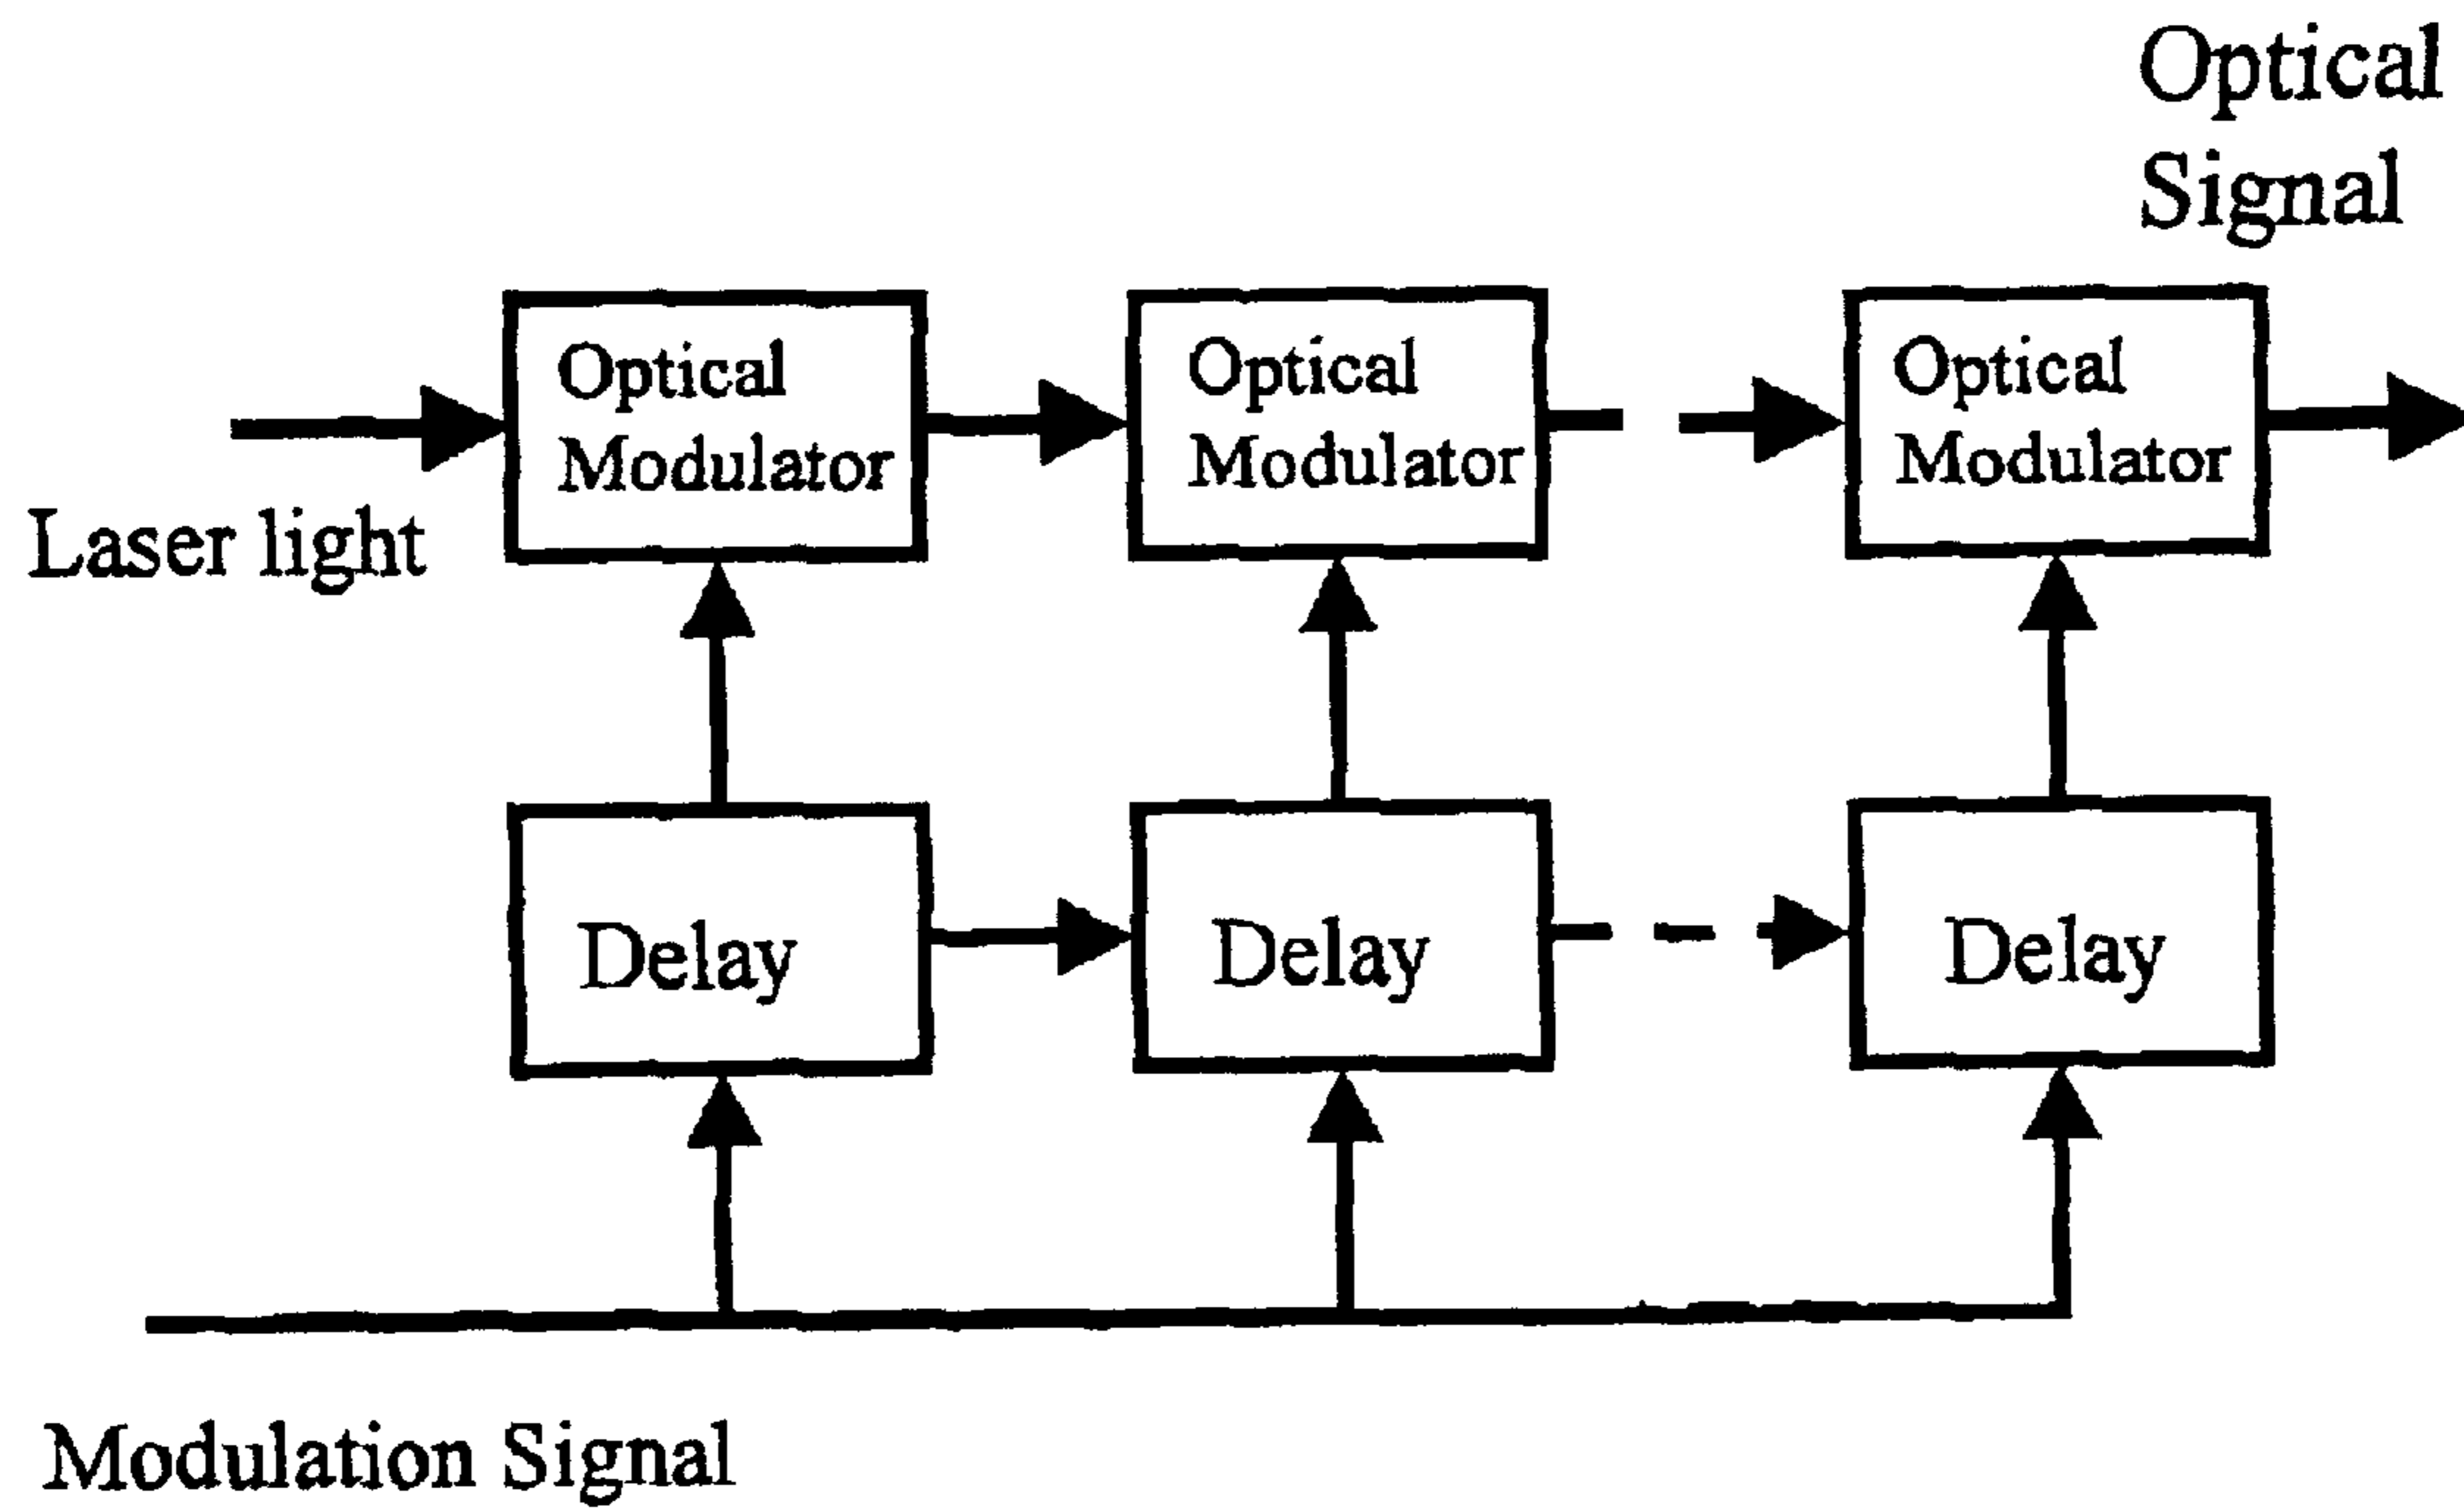 Optical
Signal
Optical
Modulator
Optical
Modulator
Optical
Modulator
Laser light
Delay
Delay
Delay
Modulation Signal